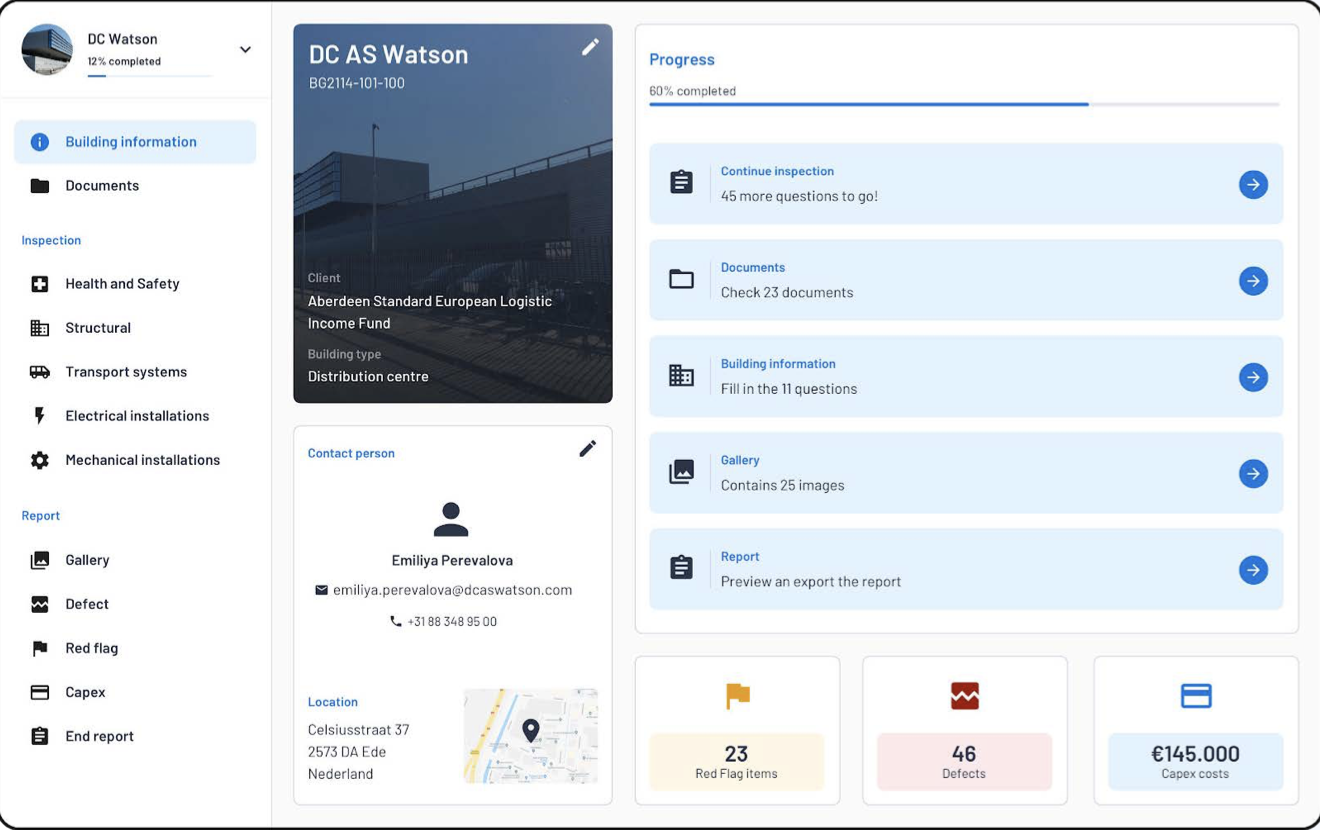 DC Watson
12% completed
Building information
Documents
Inspection
Health and Safety
Structural
Transport systems
Electrical installations
Mechanical installations
Report
Gallery
Defect
Red flag
Capex
End report
DC AS Watson
BG2114-101-100
Client
Aberdeen Standard European Logistic
Income Fund
Building type
Distribution centre
Contact person
Emiliya Perevalova
emiliya.perevalova@dcaswatson.com
+31 88 348 95 00
Location
Celsiusstraat 37
2573 DA Ede
Nederland
Progress
60% completed
Continue inspection
45 more questions to go!
Documents
Check 23 documents
Building information
Fill in the 11 questions
Gallery
Contains 25 images
Report
Preview an export the report
23
Red Flag items
46
Defects
€145.000
Capex costs